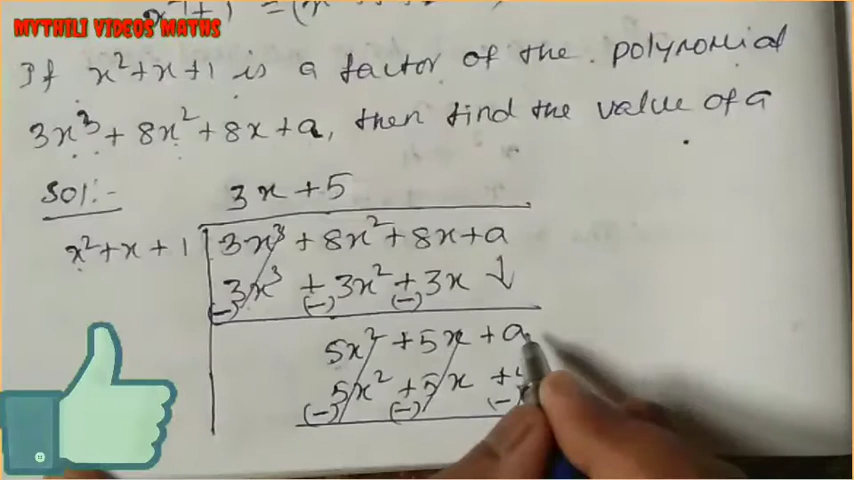 MYTHILI VIDEOS MATHS
If x²+x+1 is a factor of the polynomial
3x³+8x²+8x+a, then find the value of a
Sol:-
3x+5
x²+x+1 3x³+8x²+8x+a
3x³+3x²+3x ↓
(-) (-) (-)
5x²+5x+a
5x²+5x+
(-) (-) (-)